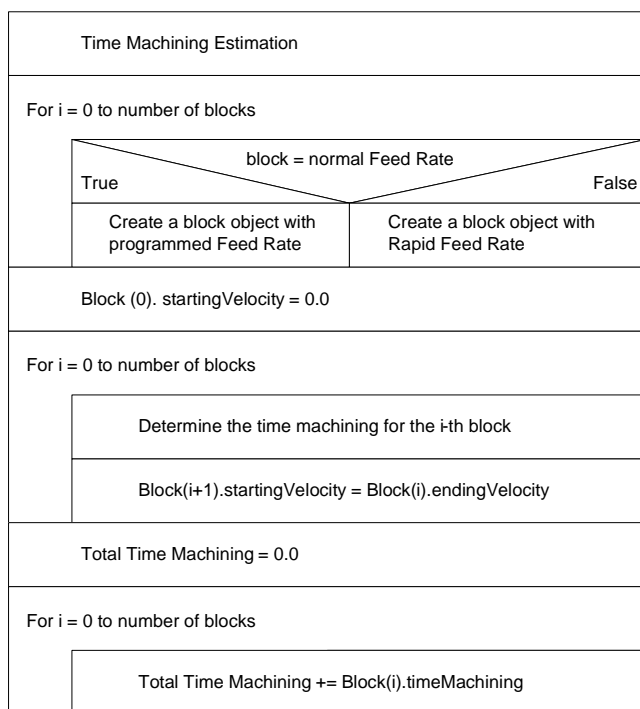 Time Machining Estimation
For i = 0 to number of blocks
block = normal Feed Rate
True
False
Create a block object with
programmed Feed Rate
Create a block object with
Rapid Feed Rate
Block (0). startingVelocity = 0.0
For i = 0 to number of blocks
Determine the time machining for the i-th block
Block(i+1).startingVelocity = Block(i).endingVelocity
Total Time Machining = 0.0
For i = 0 to number of blocks
Total Time Machining += Block(i).timeMachining